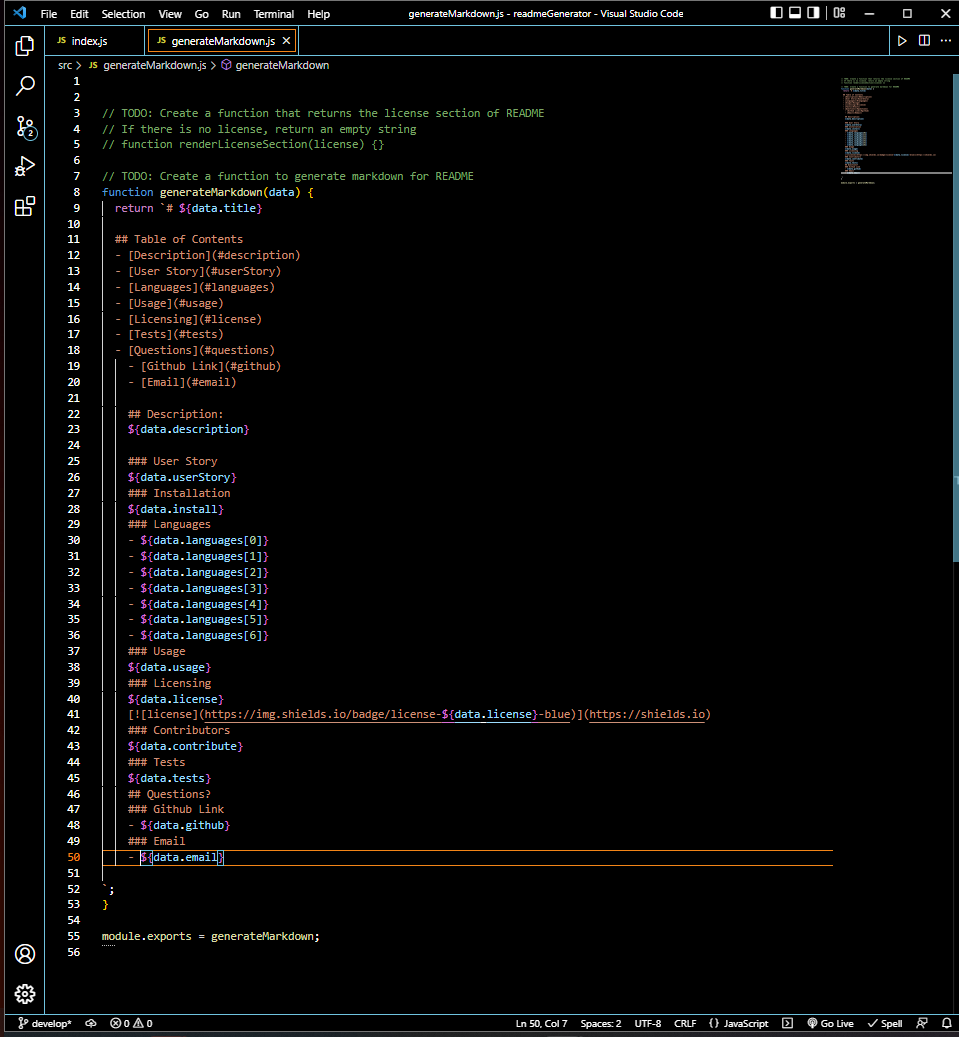 File Edit Selection View Go Run Terminal Help generateMarkdown.js - readmeGenerator - Visual Studio Code
JS index.js JS generateMarkdown.js ×
src > JS generateMarkdown.js > generateMarkdown
1
2
3 // TODO: Create a function that returns the license section of README
4 // If there is no license, return an empty string
5 // function renderLicenseSection(license) {}
6
7 // TODO: Create a function to generate markdown for README
8 function generateMarkdown(data) {
9 return `# ${data.title}
10
11 ## Table of Contents
12 - [Description](#description)
13 - [User Story](#userStory)
14 - [Languages](#languages)
15 - [Usage](#usage)
16 - [Licensing](#license)
17 - [Tests](#tests)
18 - [Questions](#questions)
19 - [Github Link](#github)
20 - [Email](#email)
21
22 ## Description:
23 ${data.description}
24
25 ### User Story
26 ${data.userStory}
27 ### Installation
28 ${data.install}
29 ### Languages
30 - ${data.languages[0]}
31 - ${data.languages[1]}
32 - ${data.languages[2]}
33 - ${data.languages[3]}
34 - ${data.languages[4]}
35 - ${data.languages[5]}
36 - ${data.languages[6]}
37 ### Usage
38 ${data.usage}
39 ### Licensing
40 ${data.license}
41 [![license](https://img.shields.io/badge/license-${data.license}-blue)](https://shields.io)
42 ### Contributors
43 ${data.contribute}
44 ### Tests
45 ${data.tests}
46 ## Questions?
47 ### Github Link
48 - ${data.github}
49 ### Email
50 - ${data.email}
51
52 `;
53 }
54
55 module.exports = generateMarkdown;
56
2
develop* 0 0 Ln 50, Col 7 Spaces: 2 UTF-8 CRLF {} JavaScript Go Live Spell